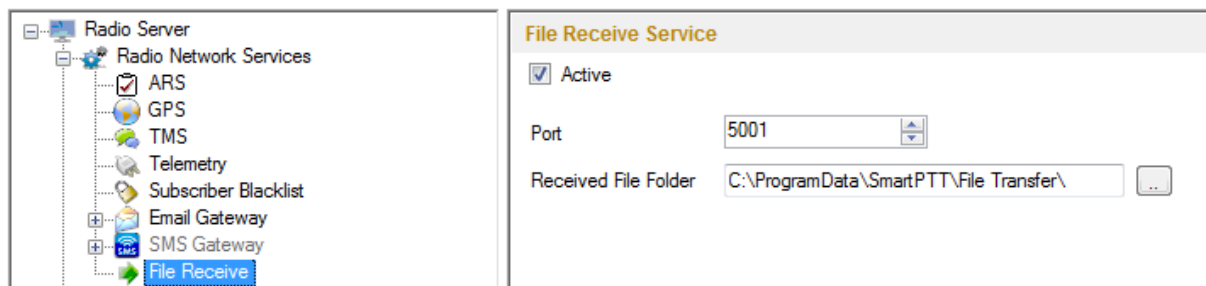 Radio Server
Radio Network Services
ARS
GPS
TMS
Telemetry
Subscriber Blacklist
Email Gateway
SMS
SMS Gateway
File Receive
File Receive Service
Active
Port
5001
Received File Folder
C:\ProgramData\SmartPTT\File Transfer\
..